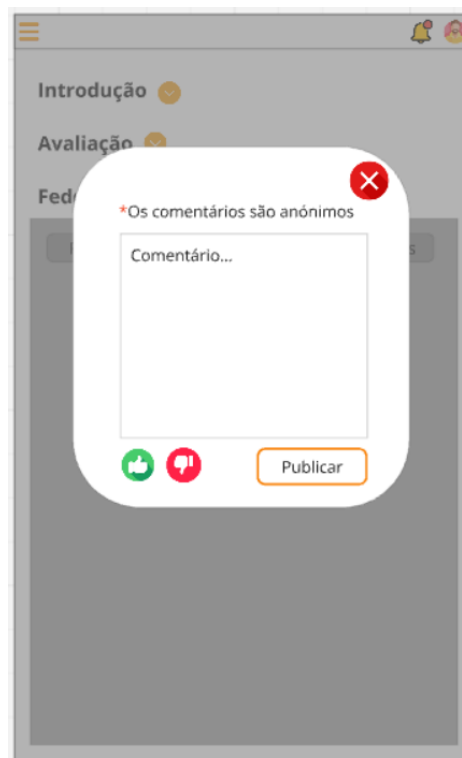 Introdução
Avaliação
*Os comentários são anónimos
Comentário...
Publicar